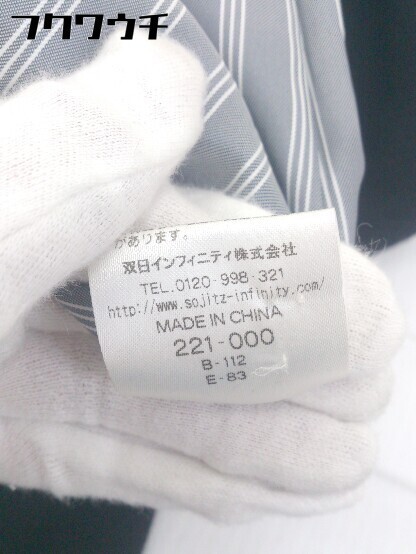 フクワウチ
があります。
双日インフィニティ株式会社
TEL.0120-998-321
http://www.sojitz-infinity.com/
MADE IN CHINA
221-000
B-112
E-83